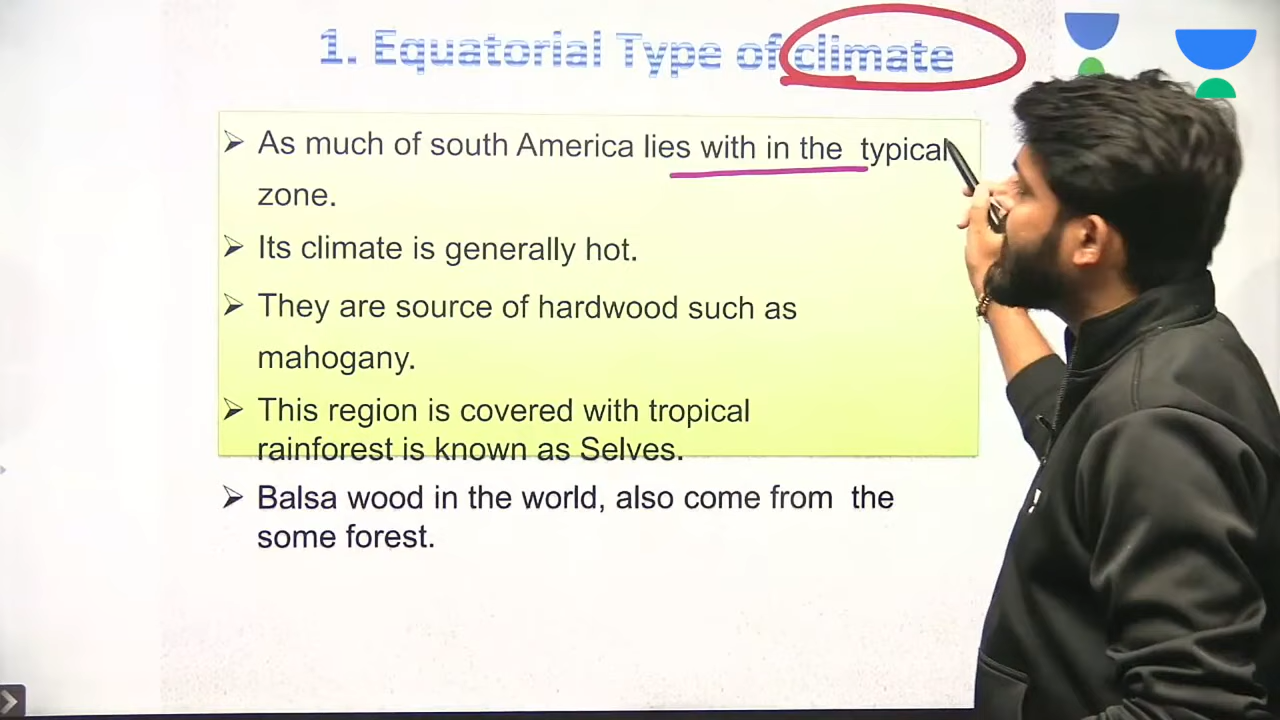 1. Equatorial Type of climate
➢ As much of south America lies with in the typical
zone.
➢ Its climate is generally hot.
➢ They are source of hardwood such as
mahogany.
➢ This region is covered with tropical
rainforest is known as Selves.
➢ Balsa wood in the world, also come from the
some forest.